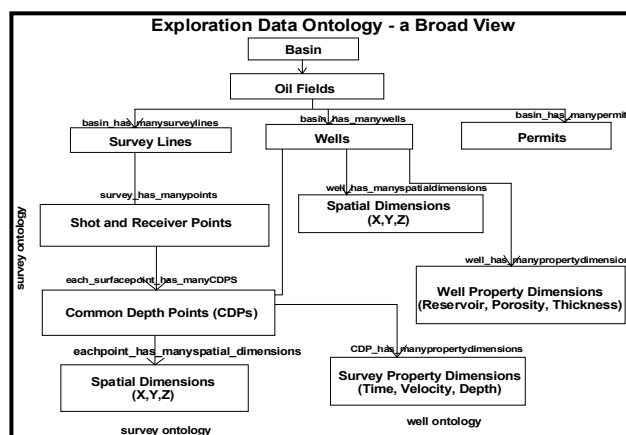 Exploration Data Ontology - a Broad View
Basin
Oil Fields
basin_has_manysurveylines
basin_has_manywells
basin_has_manypermit
Survey Lines
Wells
Permits
survey_has_manypoints
well_has_manyspatialdimensions
Shot and Receiver Points
Spatial Dimensions
(X,Y,Z)
survey ontology
well_has_manypropertydimension
each_surfacepoint_has_manyCDPS
Well Property Dimensions
(Reservoir, Porosity, Thickness)
Common Depth Points (CDPs)
eachpoint_has_manyspatial_dimensions
CDP_has_manypropertydimensions
Spatial Dimensions
(X,Y,Z)
Survey Property Dimensions
(Time, Velocity, Depth)
survey ontology
well ontology